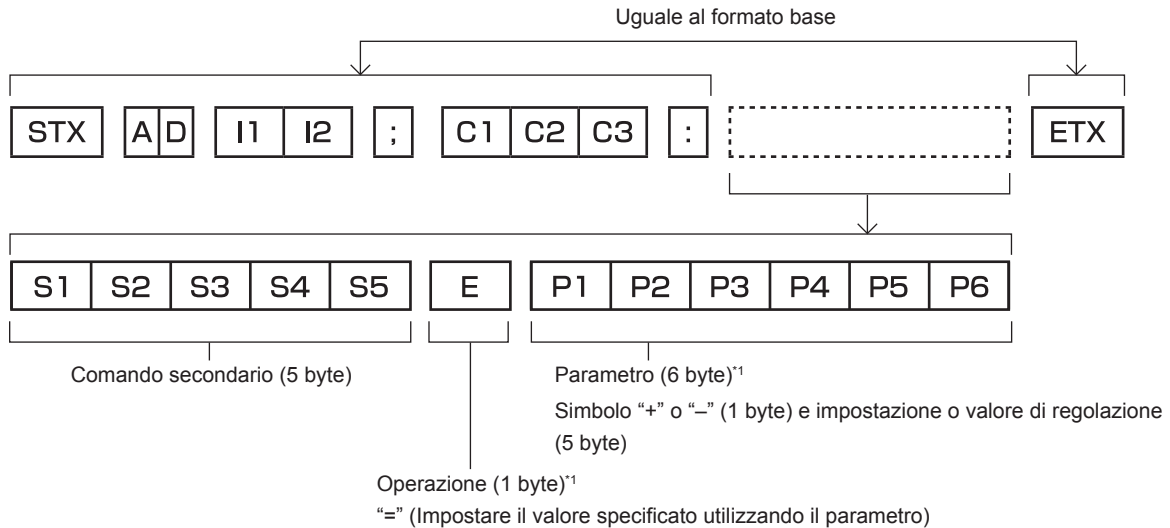 Uguale al formato base
STX A D I1 I2 ; C1 C2 C3 : ETX
S1 S2 S3 S4 S5 E P1 P2 P3 P4 P5 P6
Comando secondario (5 byte)
Parametro (6 byte)*1
Simbolo “+” o “–” (1 byte) e impostazione o valore di regolazione
(5 byte)
Operazione (1 byte)*1
“=” (Impostare il valore specificato utilizzando il parametro)